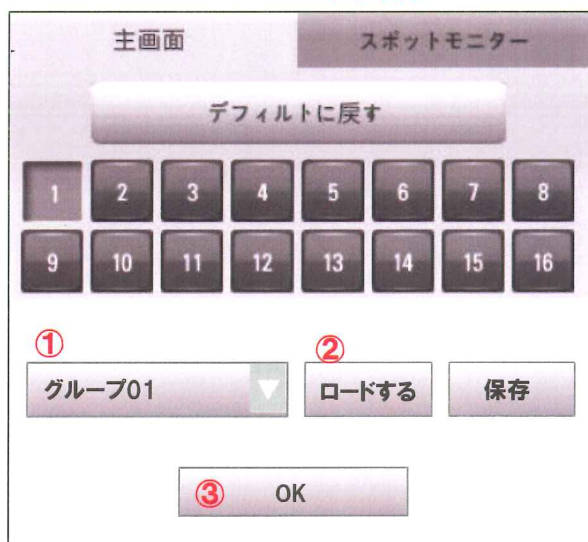 主画面 スポットモニター
デフィルトに戻す
1 2 3 4 5 6 7 8
9 10 11 12 13 14 15 16
① ②
グループ01 ロードする 保存
③ OK